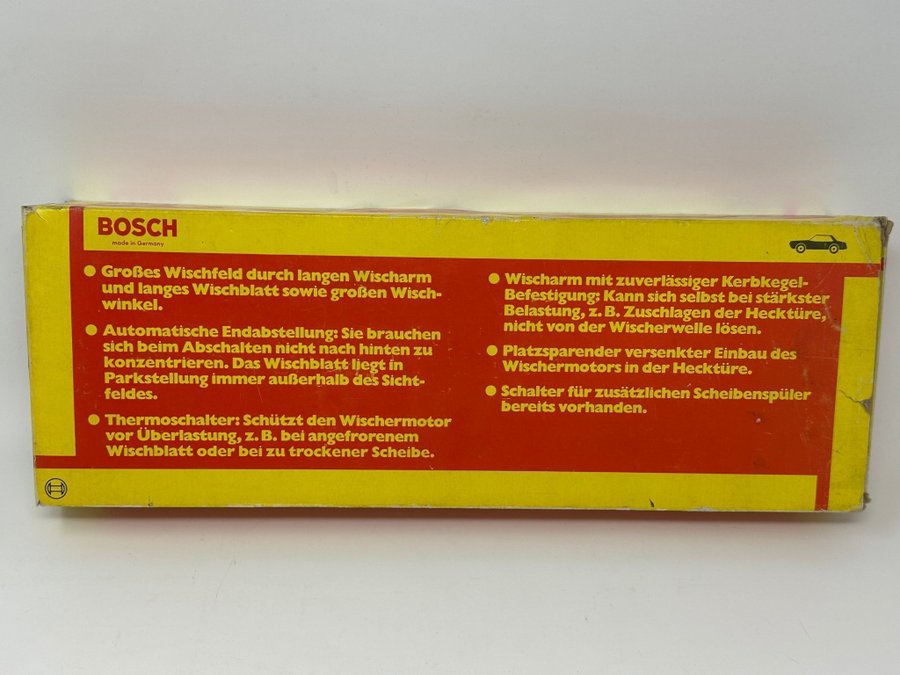 BOSCH
made in Germany
● Großes Wischfeld durch langen Wischarm
und langes Wischblatt sowie großen Wisch-
winkel.
● Automatische Endabstellung: Sie brauchen
sich beim Abschalten nicht nach hinten zu
konzentrieren. Das Wischblatt liegt in
Parkstellung immer außerhalb des Sicht-
feldes.
● Thermoschalter: Schützt den Wischermotor
vor Überlastung, z. B. bei angefrorenem
Wischblatt oder bei zu trockener Scheibe.
● Wischarm mit zuverlässiger Kerbkegel-
Befestigung: Kann sich selbst bei stärkster
Belastung, z. B. Zuschlagen der Hecktüre,
nicht von der Wischerwelle lösen.
● Platzsparender versenkter Einbau des
Wischermotors in der Hecktüre.
● Schalter für zusätzlichen Scheibenspüler
bereits vorhanden.